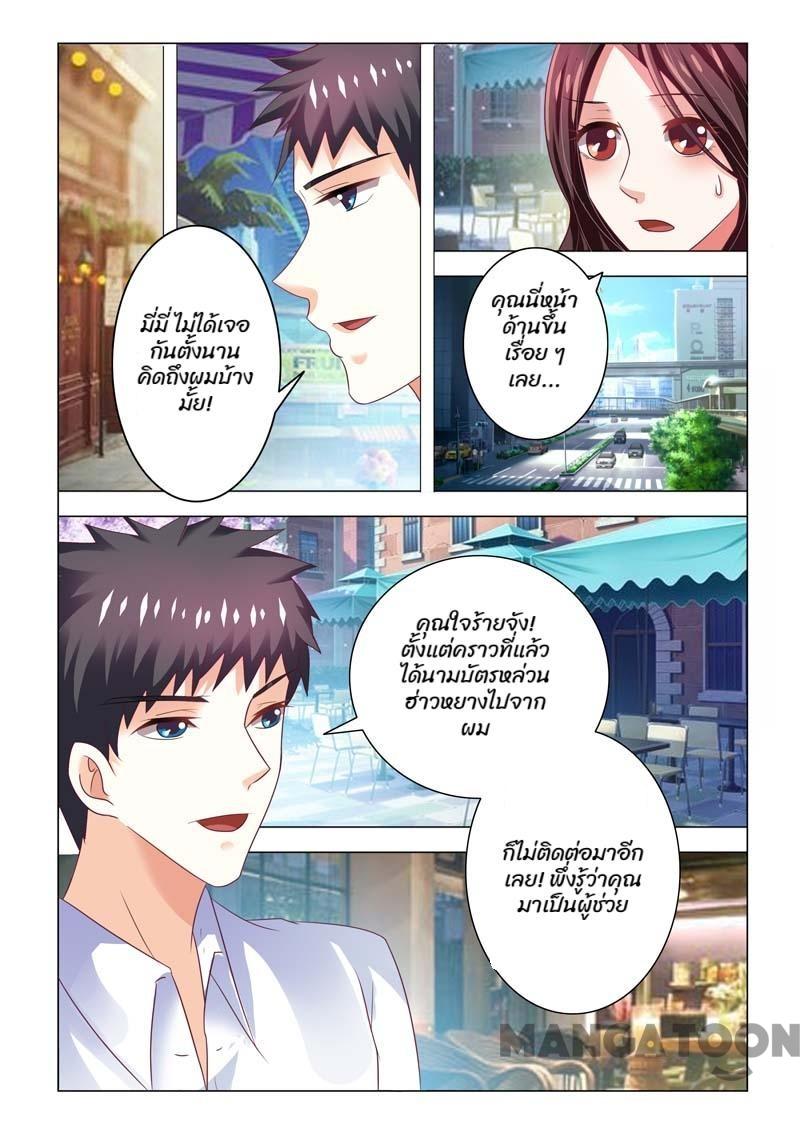 มี่มี่ ไม่ได้เจอ
กันตั้งนาน
คิดถึงผมบ้าง
มั้ย!
คุณนี่หน้า
ด้านขึ้น
เรื่อย ๆ
เลย...
คุณใจร้ายจัง!
ตั้งแต่คราวที่แล้ว
ได้นามบัตรหล่วน
ฮ่าวหยางไปจาก
ผม
ก็ไม่ติดต่อมาอีก
เลย! พึ่งรู้ว่าคุณ
มาเป็นผู้ช่วย
MANGATOON